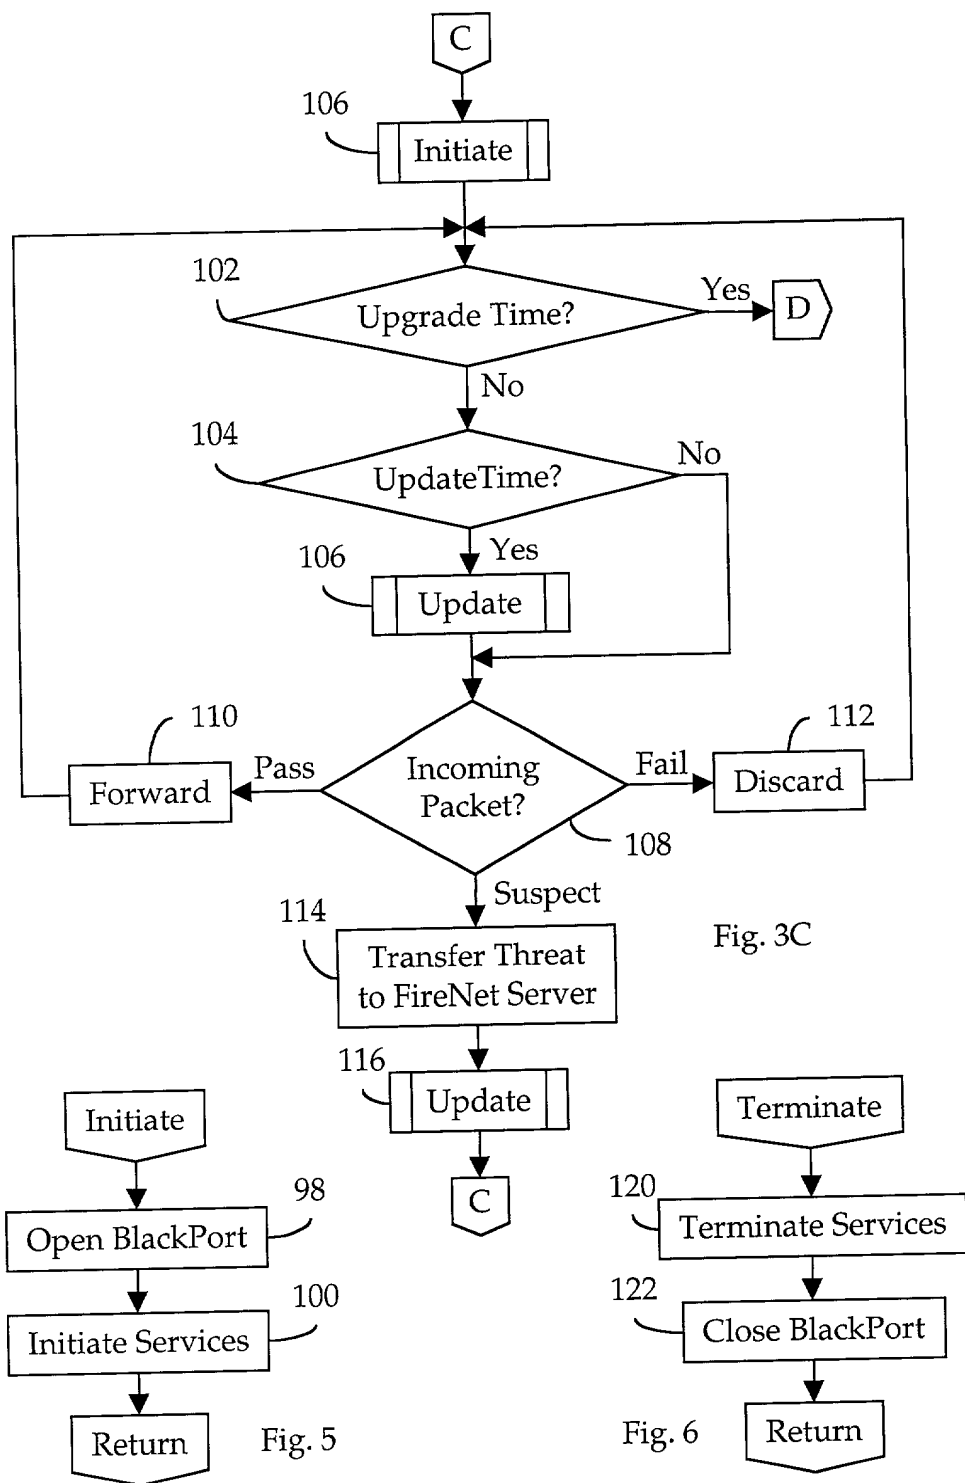 C
106
Initiate
102
Upgrade Time?
Yes
D
No
104
UpdateTime?
No
Yes
106
Update
110
112
Forward
Pass
Incoming
Packet?
Fail
Discard
108
Suspect
114
Transfer Threat
to FireNet Server
Fig. 3C
116
Update
C
Initiate
98
Open BlackPort
100
Initiate Services
Return
Fig. 5
Terminate
120
Terminate Services
122
Close BlackPort
Fig. 6
Return